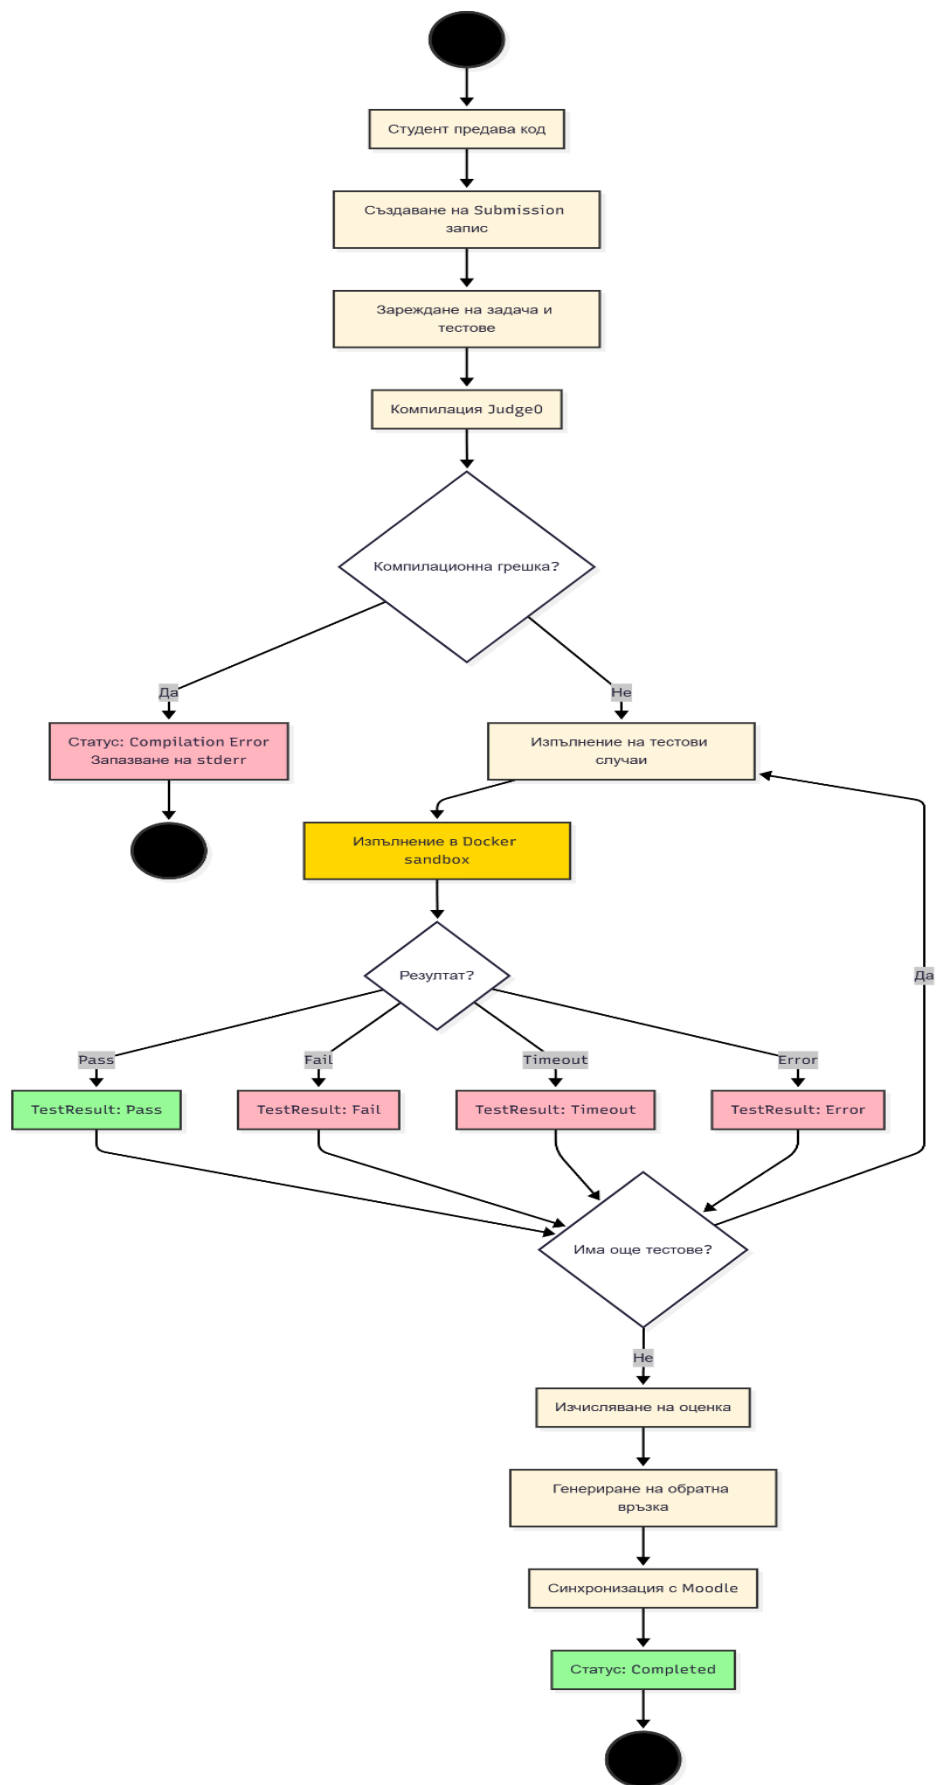 Студент предава код
Създаване на Submission
запис
Зареждане на задача и
тестове
Компилация Judge0
Компилационна грешка?
Да
Не
Статус: Compilation Error
Запазване на stderr
Изпълнение на тестови
случаи
Изпълнение в Docker
sandbox
Резултат?
Да
Pass
Fail
Timeout
Error
TestResult: Pass
TestResult: Fail
TestResult: Timeout
TestResult: Error
Има още тестове?
Не
Изчисляване на оценка
Генериране на обратна
връзка
Синхронизация с Moodle
Статус: Completed